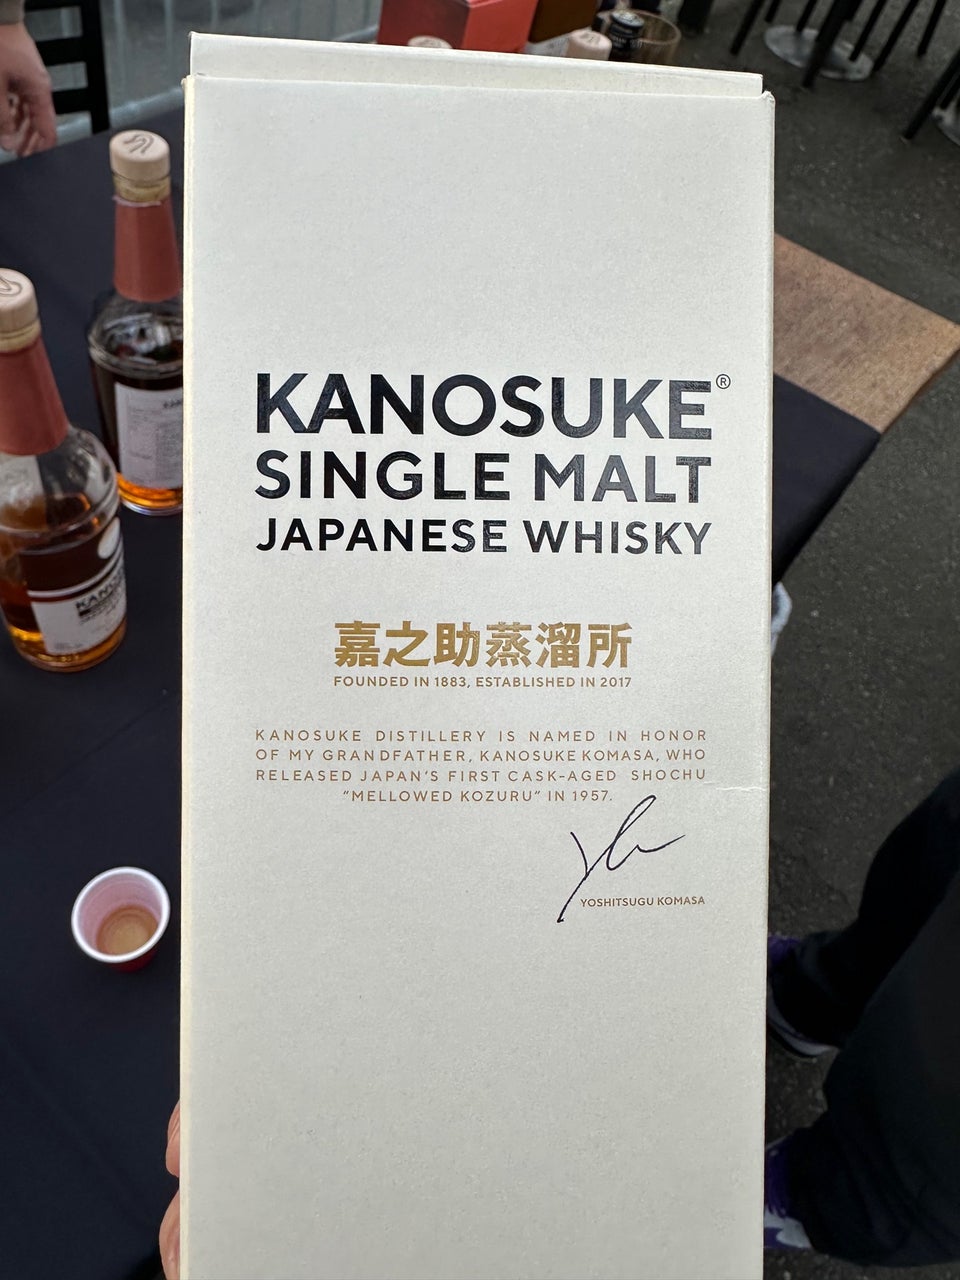 KANOSUKE®
SINGLE MALT
JAPANESE WHISKY
嘉之助蒸溜所
FOUNDED IN 1883, ESTABLISHED IN 2017
KANOSUKE DISTILLERY IS NAMED IN HONOR
OF MY GRANDFATHER, KANOSUKE KOMASA, WHO
RELEASED JAPAN'S FIRST CASK-AGED SHOCHU
"MELLOWED KOZURU" IN 1957.
YOSHITSUGU KOMASA